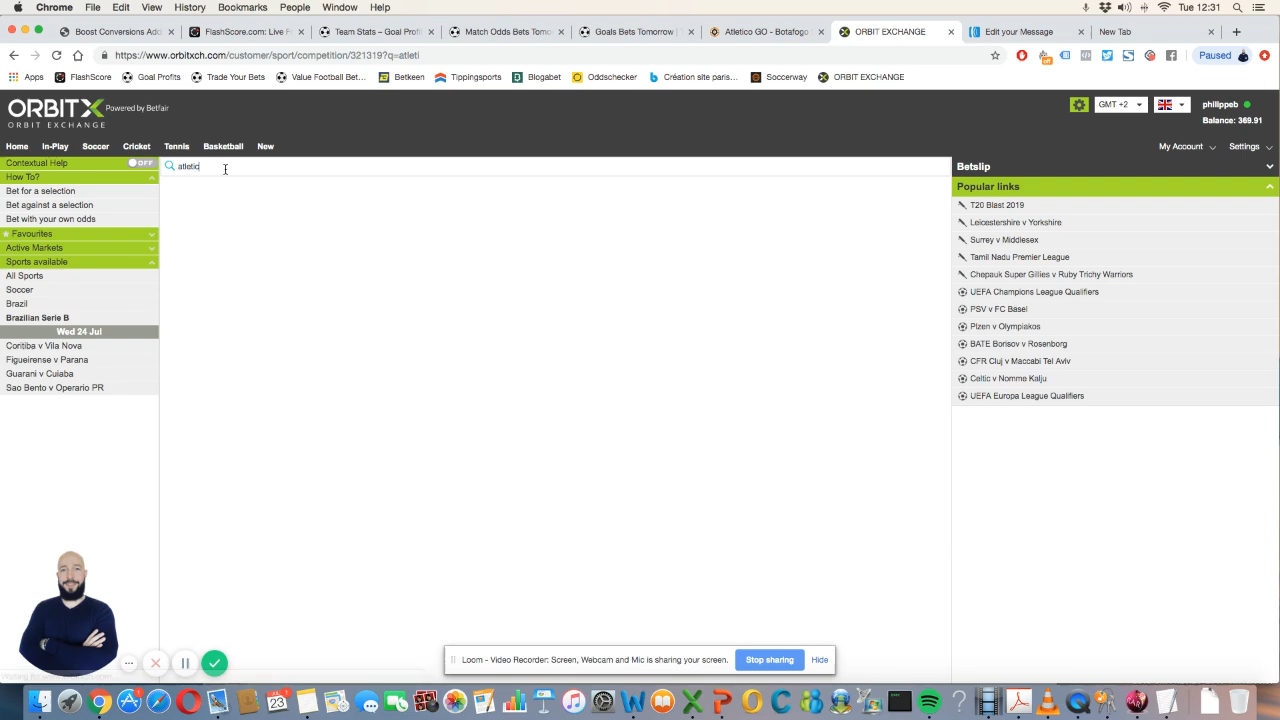 Chrome File Edit View History Bookmarks People Window Help Tue 12:31
Boost Conversions Add FlashScore.com: Live F Team Stats – Goal Profi Match Odds Bets Tomo Goals Bets Tomorrow | Atletico GO - Botafogo ORBIT EXCHANGE Edit your Message New Tab
https://www.orbitxch.com/customer/sport/competition/321319?q=atleti Paused
Apps FlashScore Goal Profits Trade Your Bets Value Football Bet... Betkeen Tippingsports Blogabet Oddschecker Création site paris... Soccerway ORBIT EXCHANGE
ORBITX Powered by Betfair
ORBIT EXCHANGE
GMT +2
philippeb
Balance: 369.91
Home In-Play Soccer Cricket Tennis Basketball New My Account Settings
Contextual Help OFF
atletic
How To?
Bet for a selection
Bet against a selection
Bet with your own odds
Favourites
Active Markets
Sports available
All Sports
Soccer
Brazil
Brazilian Serie B
Wed 24 Jul
Coritiba v Vila Nova
Figueirense v Parana
Guarani v Cuiaba
Sao Bento v Operario PR
Betslip
Popular links
T20 Blast 2019
Leicestershire v Yorkshire
Surrey v Middlesex
Tamil Nadu Premier League
Chepauk Super Gillies v Ruby Trichy Warriors
UEFA Champions League Qualifiers
PSV v FC Basel
Plzen v Olympiakos
BATE Borisov v Rosenborg
CFR Cluj v Maccabi Tel Aviv
Celtic v Nomme Kalju
UEFA Europa League Qualifiers
Loom - Video Recorder: Screen, Webcam and Mic is sharing your screen. Stop sharing Hide
23